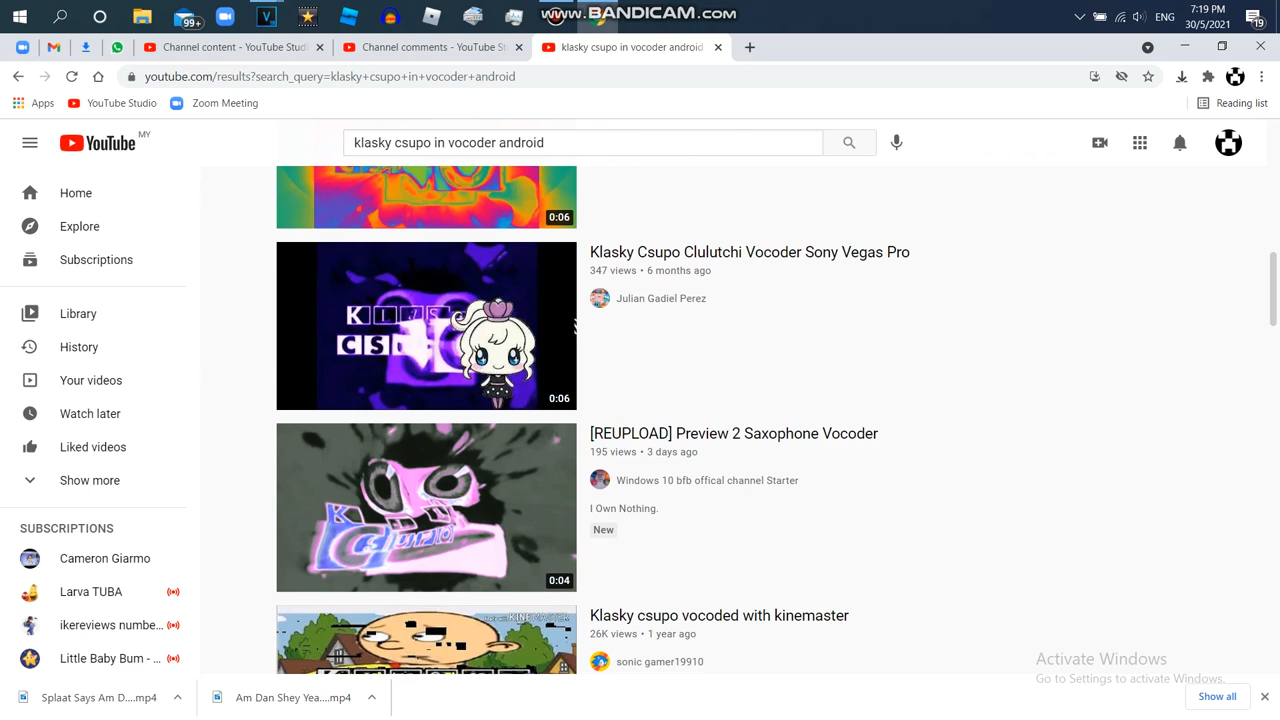 99+
WWW.BANDICAM.COM
ENG
7:19 PM
30/5/2021
19
Channel content - YouTube Studi
Channel comments - YouTube St
klasky csupo in vocoder android
youtube.com/results?search_query=klasky+csupo+in+vocoder+android
Apps
YouTube Studio
Zoom Meeting
Reading list
YouTube MY
klasky csupo in vocoder android
Home
Explore
Subscriptions
Library
History
Your videos
Watch later
Liked videos
Show more
SUBSCRIPTIONS
Cameron Giarmo
Larva TUBA
ikereviews numbe...
Little Baby Bum - ...
0:06
Klasky Csupo Clulutchi Vocoder Sony Vegas Pro
347 views • 6 months ago
Julian Gadiel Perez
0:06
[REUPLOAD] Preview 2 Saxophone Vocoder
195 views • 3 days ago
Windows 10 bfb offical channel Starter
I Own Nothing.
New
0:04
Klasky csupo vocoded with kinemaster
26K views • 1 year ago
sonic gamer19910
KINEMASTER
Activate Windows
Go to Settings to activate Windows.
Splaat Says Am D....mp4
Am Dan Shey Yea....mp4
Show all